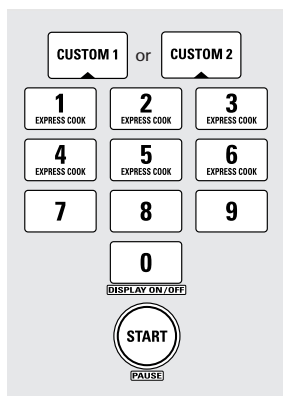 CUSTOM 1 or CUSTOM 2
1 2 3
EXPRESS COOK EXPRESS COOK EXPRESS COOK
4 5 6
EXPRESS COOK EXPRESS COOK EXPRESS COOK
7 8 9
0
DISPLAY ON/OFF
START
PAUSE